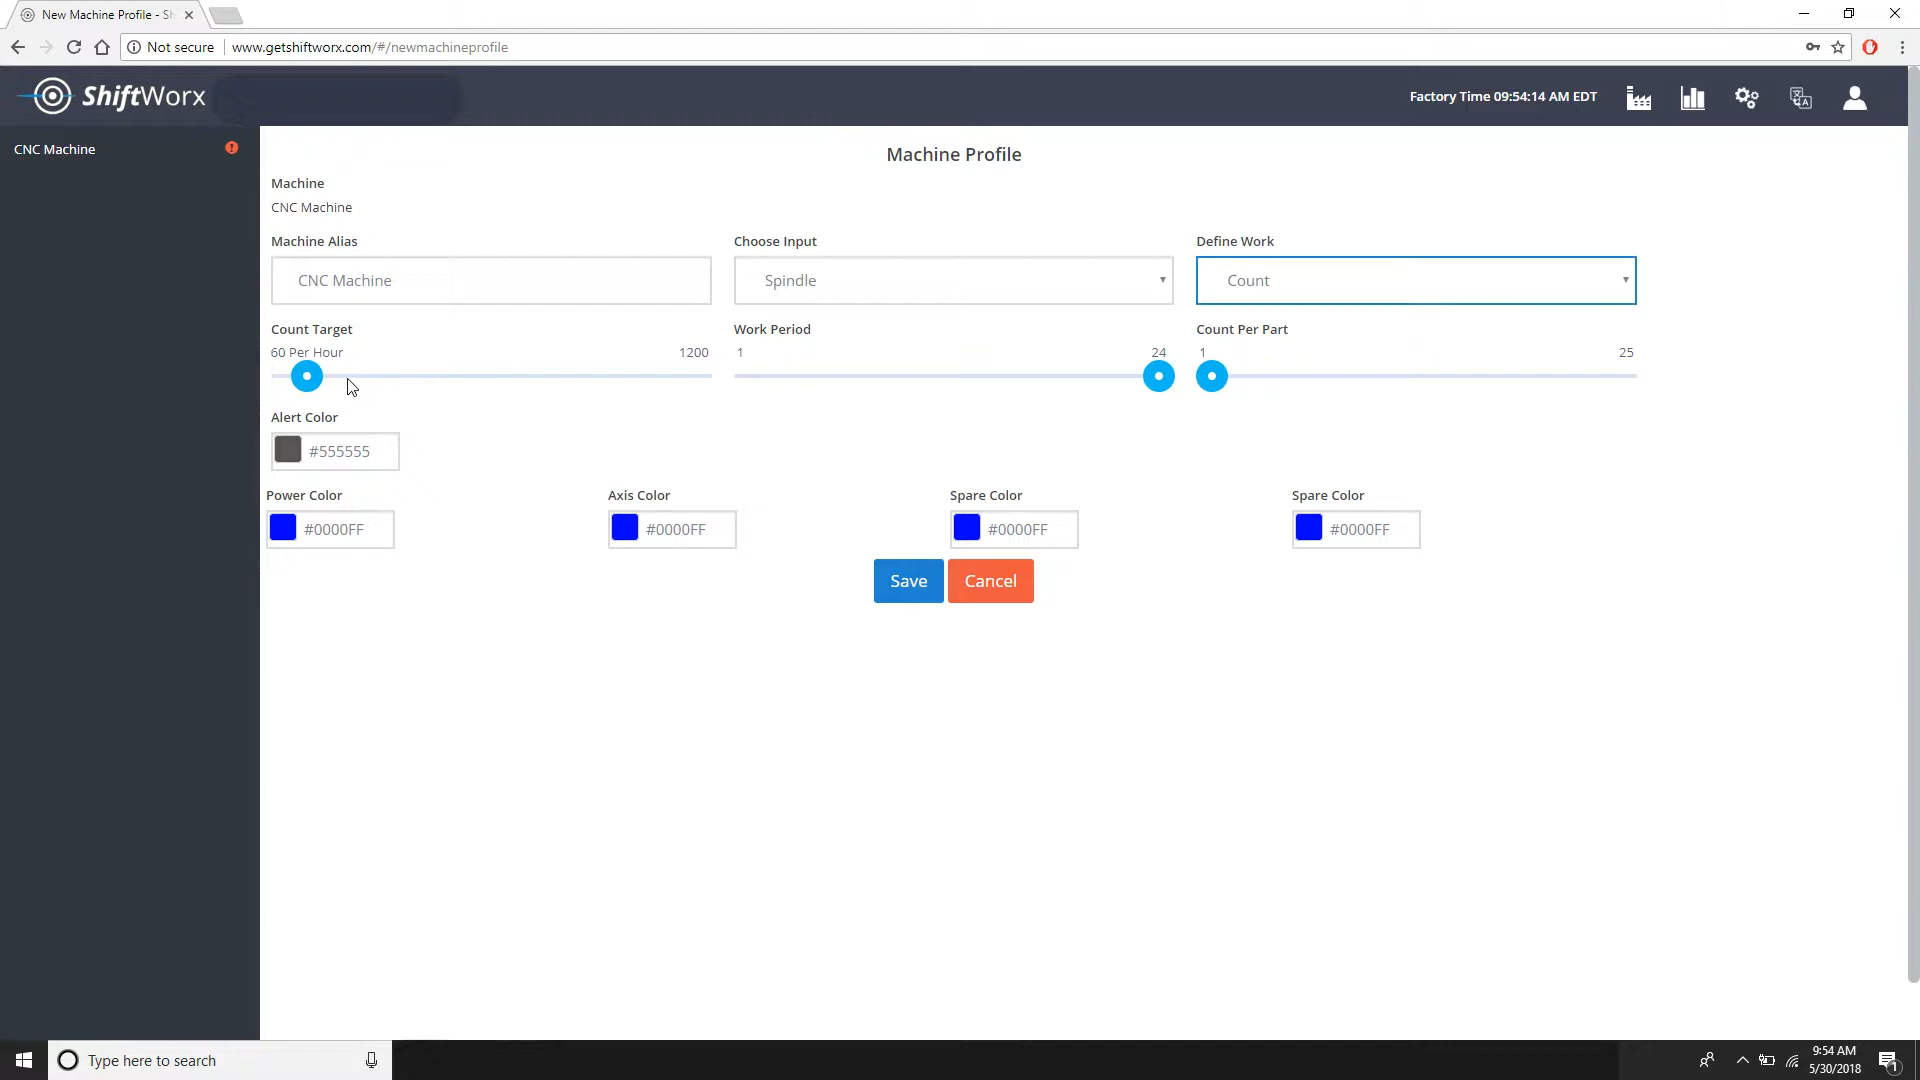 New Machine Profile - Sh
Not secure
www.getshiftworx.com/#/newmachineprofile
ShiftWorx
Factory Time 09:54:14 AM EDT
CNC Machine
Machine Profile
Machine
CNC Machine
Machine Alias
Choose Input
Define Work
CNC Machine
Spindle
Count
Count Target
Work Period
Count Per Part
60 Per Hour
1200
1
24
1
25
Alert Color
#555555
Power Color
Axis Color
Spare Color
Spare Color
#0000FF
#0000FF
#0000FF
#0000FF
Save
Cancel
Type here to search
9:54 AM
5/30/2018
1